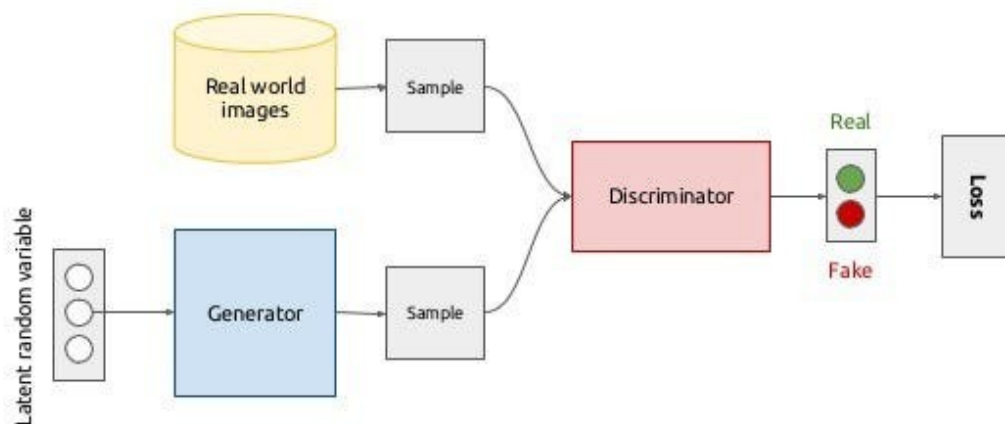 Real world
images
Sample
Real
Discriminator
Loss
Fake
Latent random variable
Generator
Sample